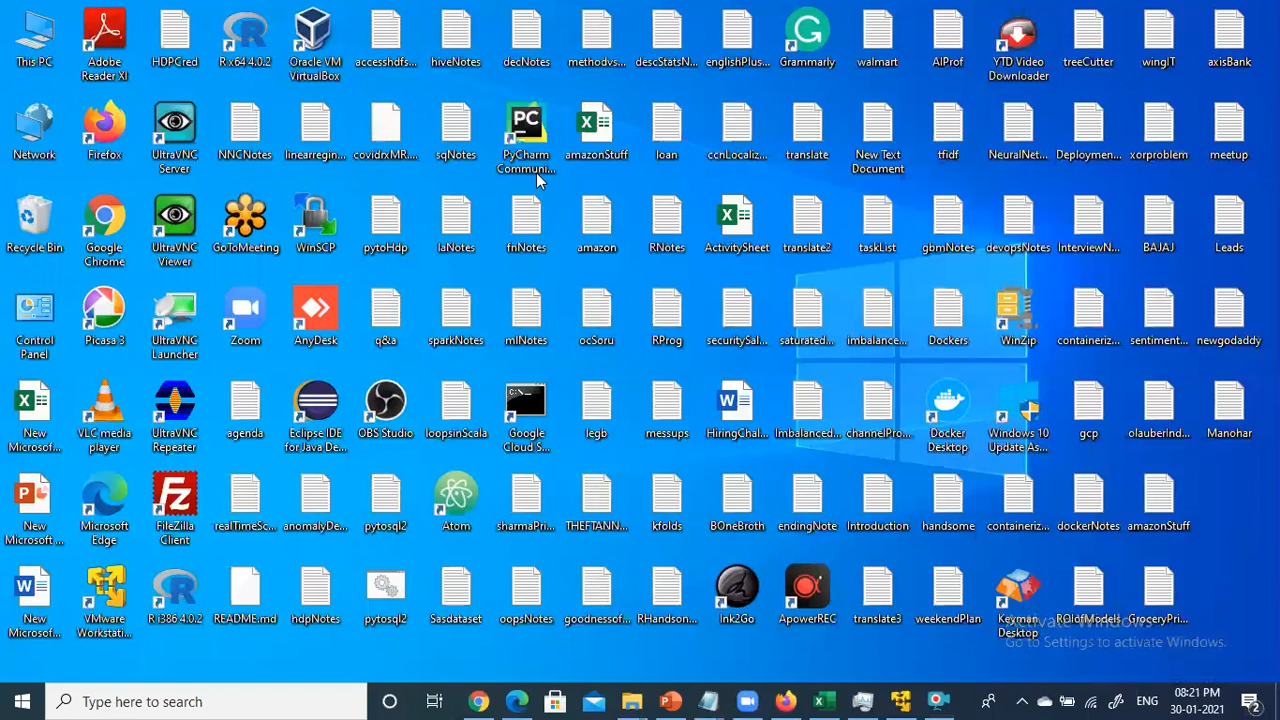 This PC
Adobe
Reader XI
HDPCred
R x64 4.0.2
Oracle VM
VirtualBox
accesshdfs...
hiveNotes
decNotes
methodvs...
descStatsN...
englishPlus...
Grammarly
walmart
AIProf
YTD Video
Downloader
treeCutter
wingIT
axisBank
Network
Firefox
UltraVNC
Server
NNCNotes
linearregin...
covidrxMR...
sqNotes
PC
PyCharm
Communi...
amazonStuff
loan
ccnLocaliz...
translate
New Text
Document
tfidf
NeuralNet...
Deploymen...
xorproblem
meetup
Recycle Bin
Google
Chrome
UltraVNC
Viewer
GoToMeeting
WinSCP
pytoHdp
laNotes
fnNotes
amazon
RNotes
ActivitySheet
translate2
taskList
gbmNotes
devopsNotes
InterviewN...
BAJAJ
Leads
Control
Panel
Picasa 3
UltraVNC
Launcher
Zoom
AnyDesk
q&a
sparkNotes
mlNotes
ocSoru
RProg
securitySal...
saturated...
imbalance...
Dockers
WinZip
containeriz...
sentiment...
newgodaddy
New
Microsof...
VLC media
player
UltraVNC
Repeater
agenda
Eclipse IDE
for Java De...
OBS Studio
loopsinScala
C:\>_
Google
Cloud S...
legb
messups
HiringChal...
Imbalanced...
channelPro...
Docker
Desktop
Windows 10
Update As...
gcp
olauberInd...
Manohar
New
Microsoft ...
Microsoft
Edge
FileZilla
Client
realTimeSc...
anomalyDe...
pytosql2
Atom
sharmaPri...
THEFTANN...
kfolds
BOneBroth
endingNote
Introduction
handsome
containeriz...
dockerNotes
amazonStuff
New
Microsof...
VMware
Workstati...
R i386 4.0.2
README.md
hdpNotes
pytosql2
Sasdataset
oopsNotes
goodnessof...
RHandson...
Ink2Go
ApowerREC
translate3
weekendPlan
Keyman
Desktop
ROIofModels
GroceryPri...
Activate Windows
Go to Settings to activate Windows.
Type here to search
ENG
08:21 PM
30-01-2021
2